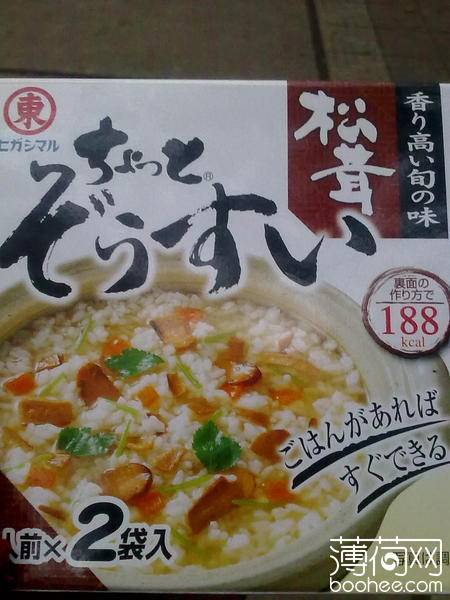 東
ヒガシマル
ちょっと
ぞうすい®
松茸
香り高い旬の味
裏面の
作り方で
188
kcal
ごはんがあれば
すぐできる
人前×2袋入
薄荷网
boohee.com